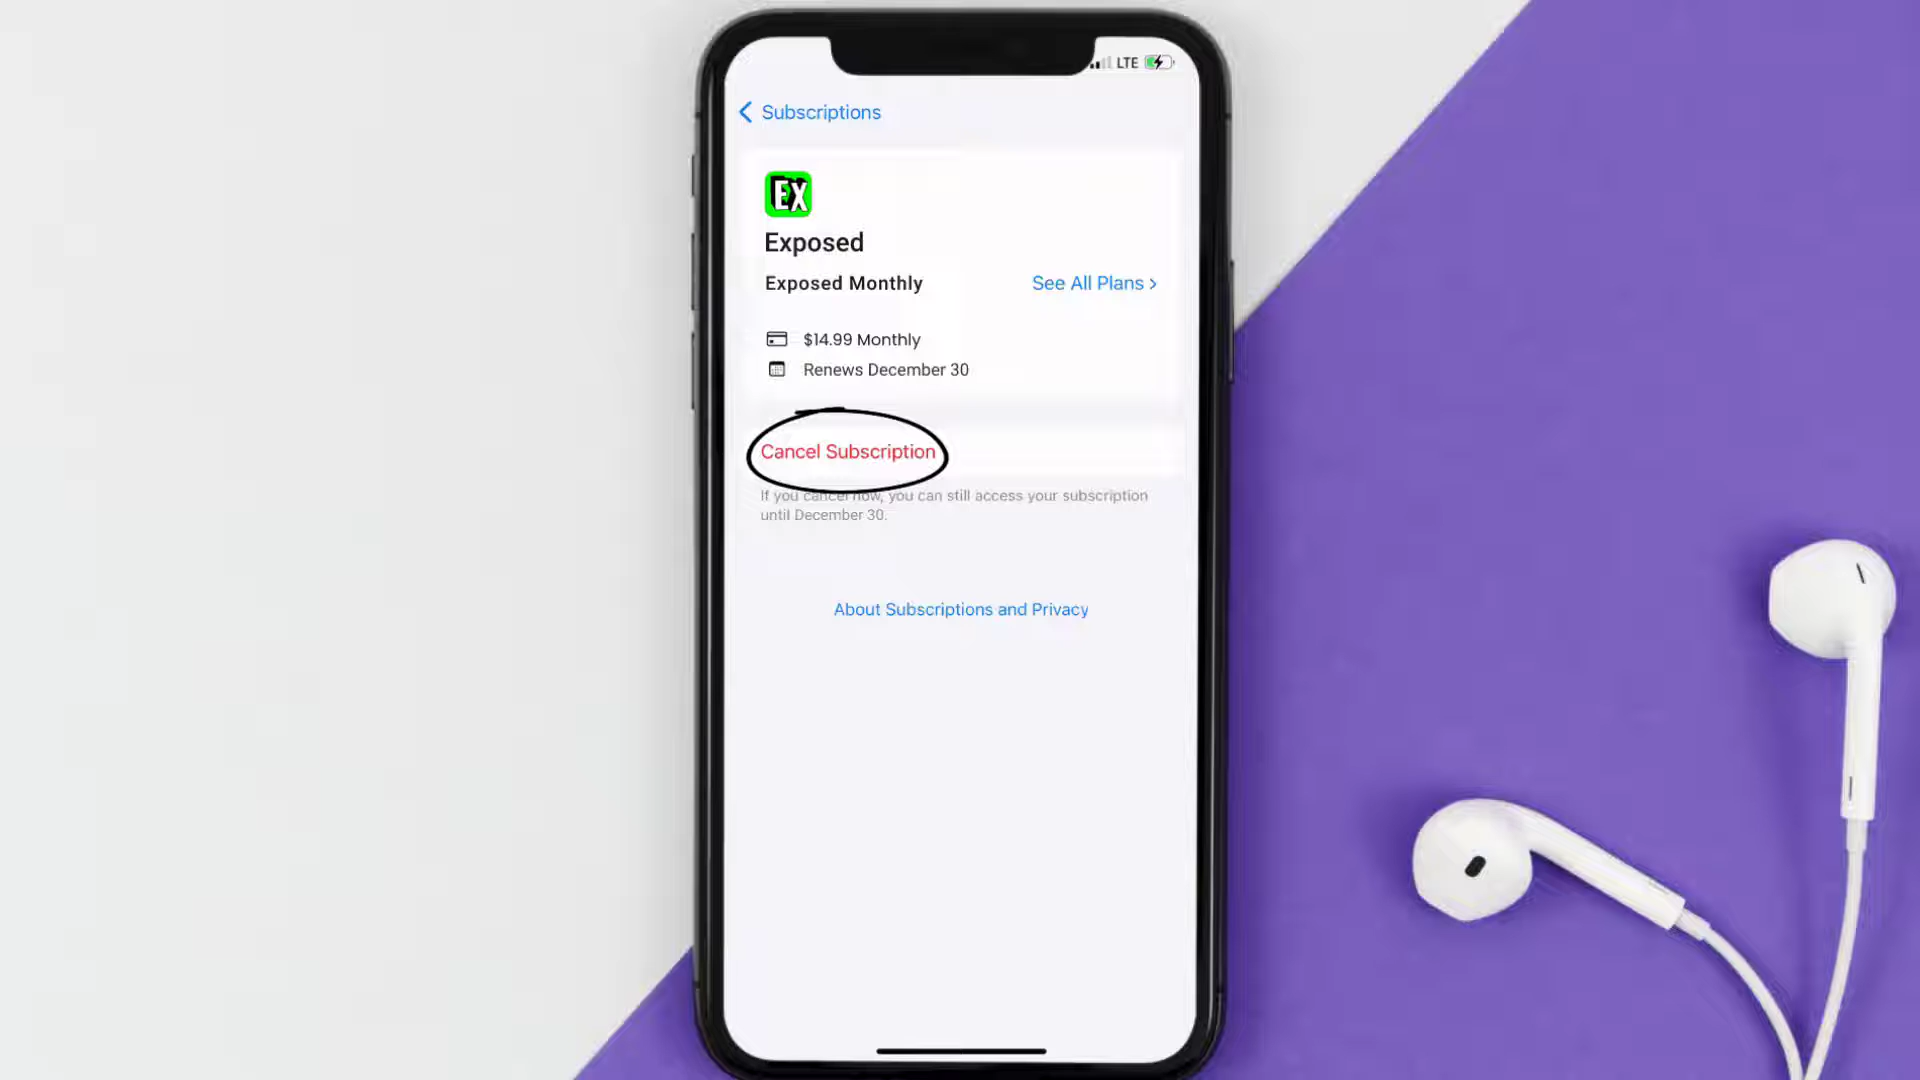 LTE
Subscriptions
EX
Exposed
Exposed Monthly
See All Plans
$14.99 Monthly
Renews December 30
Cancel Subscription
If you cancel now, you can still access your subscription
until December 30.
About Subscriptions and Privacy